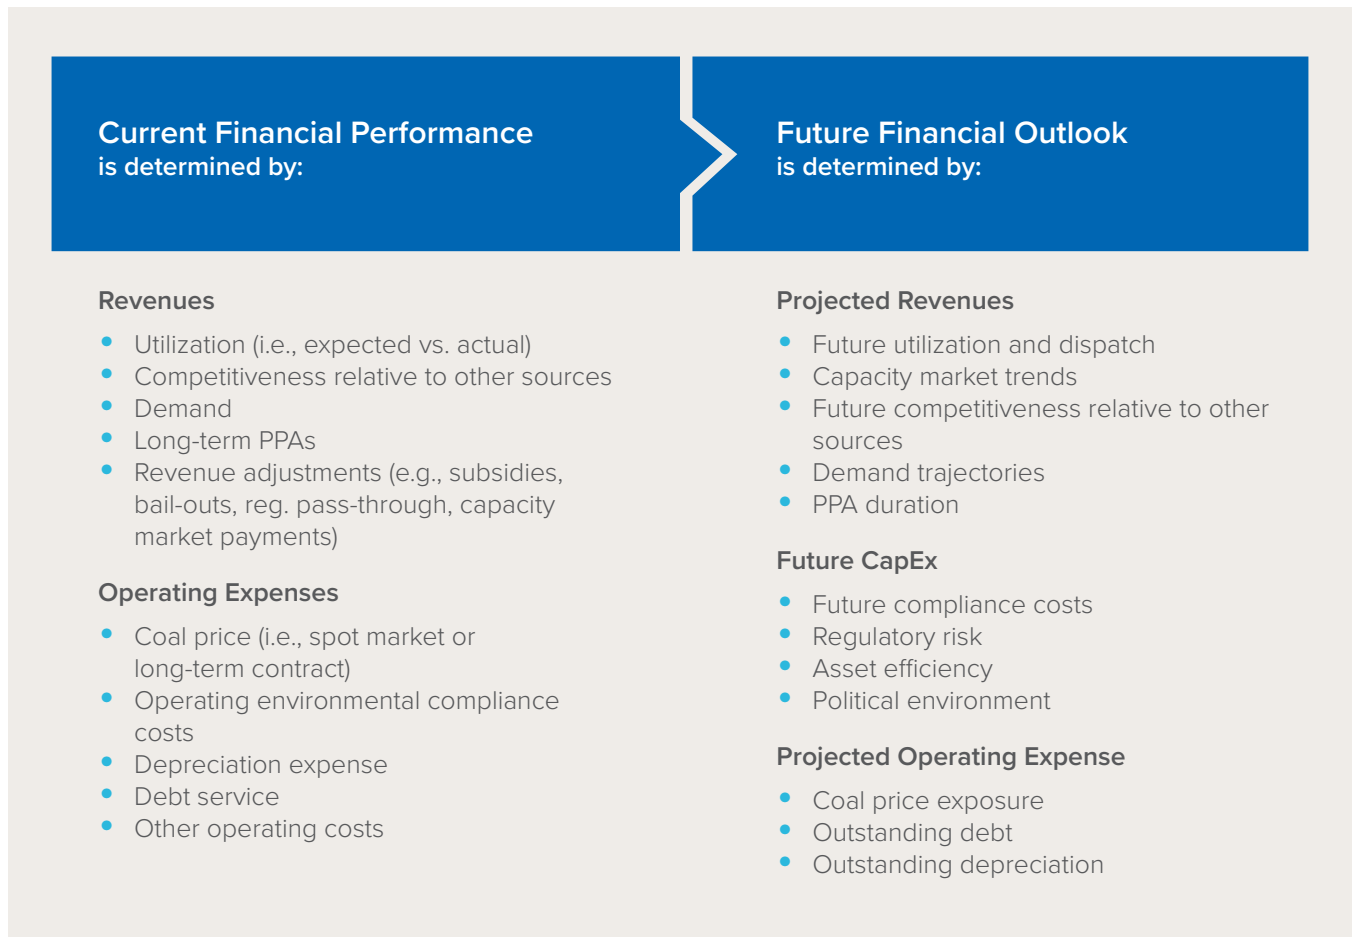 Current Financial Performance
is determined by:
Revenues
• Utilization (i.e., expected vs. actual)
• Competitiveness relative to other sources
• Demand
• Long-term PPAs
• Revenue adjustments (e.g., subsidies,
bail-outs, reg. pass-through, capacity
market payments)
Operating Expenses
• Coal price (i.e., spot market or
long-term contract)
• Operating environmental compliance
costs
• Depreciation expense
• Debt service
• Other operating costs
Future Financial Outlook
is determined by:
Projected Revenues
• Future utilization and dispatch
• Capacity market trends
• Future competitiveness relative to other
sources
• Demand trajectories
• PPA duration
Future CapEx
• Future compliance costs
• Regulatory risk
• Asset efficiency
• Political environment
Projected Operating Expense
• Coal price exposure
• Outstanding debt
• Outstanding depreciation